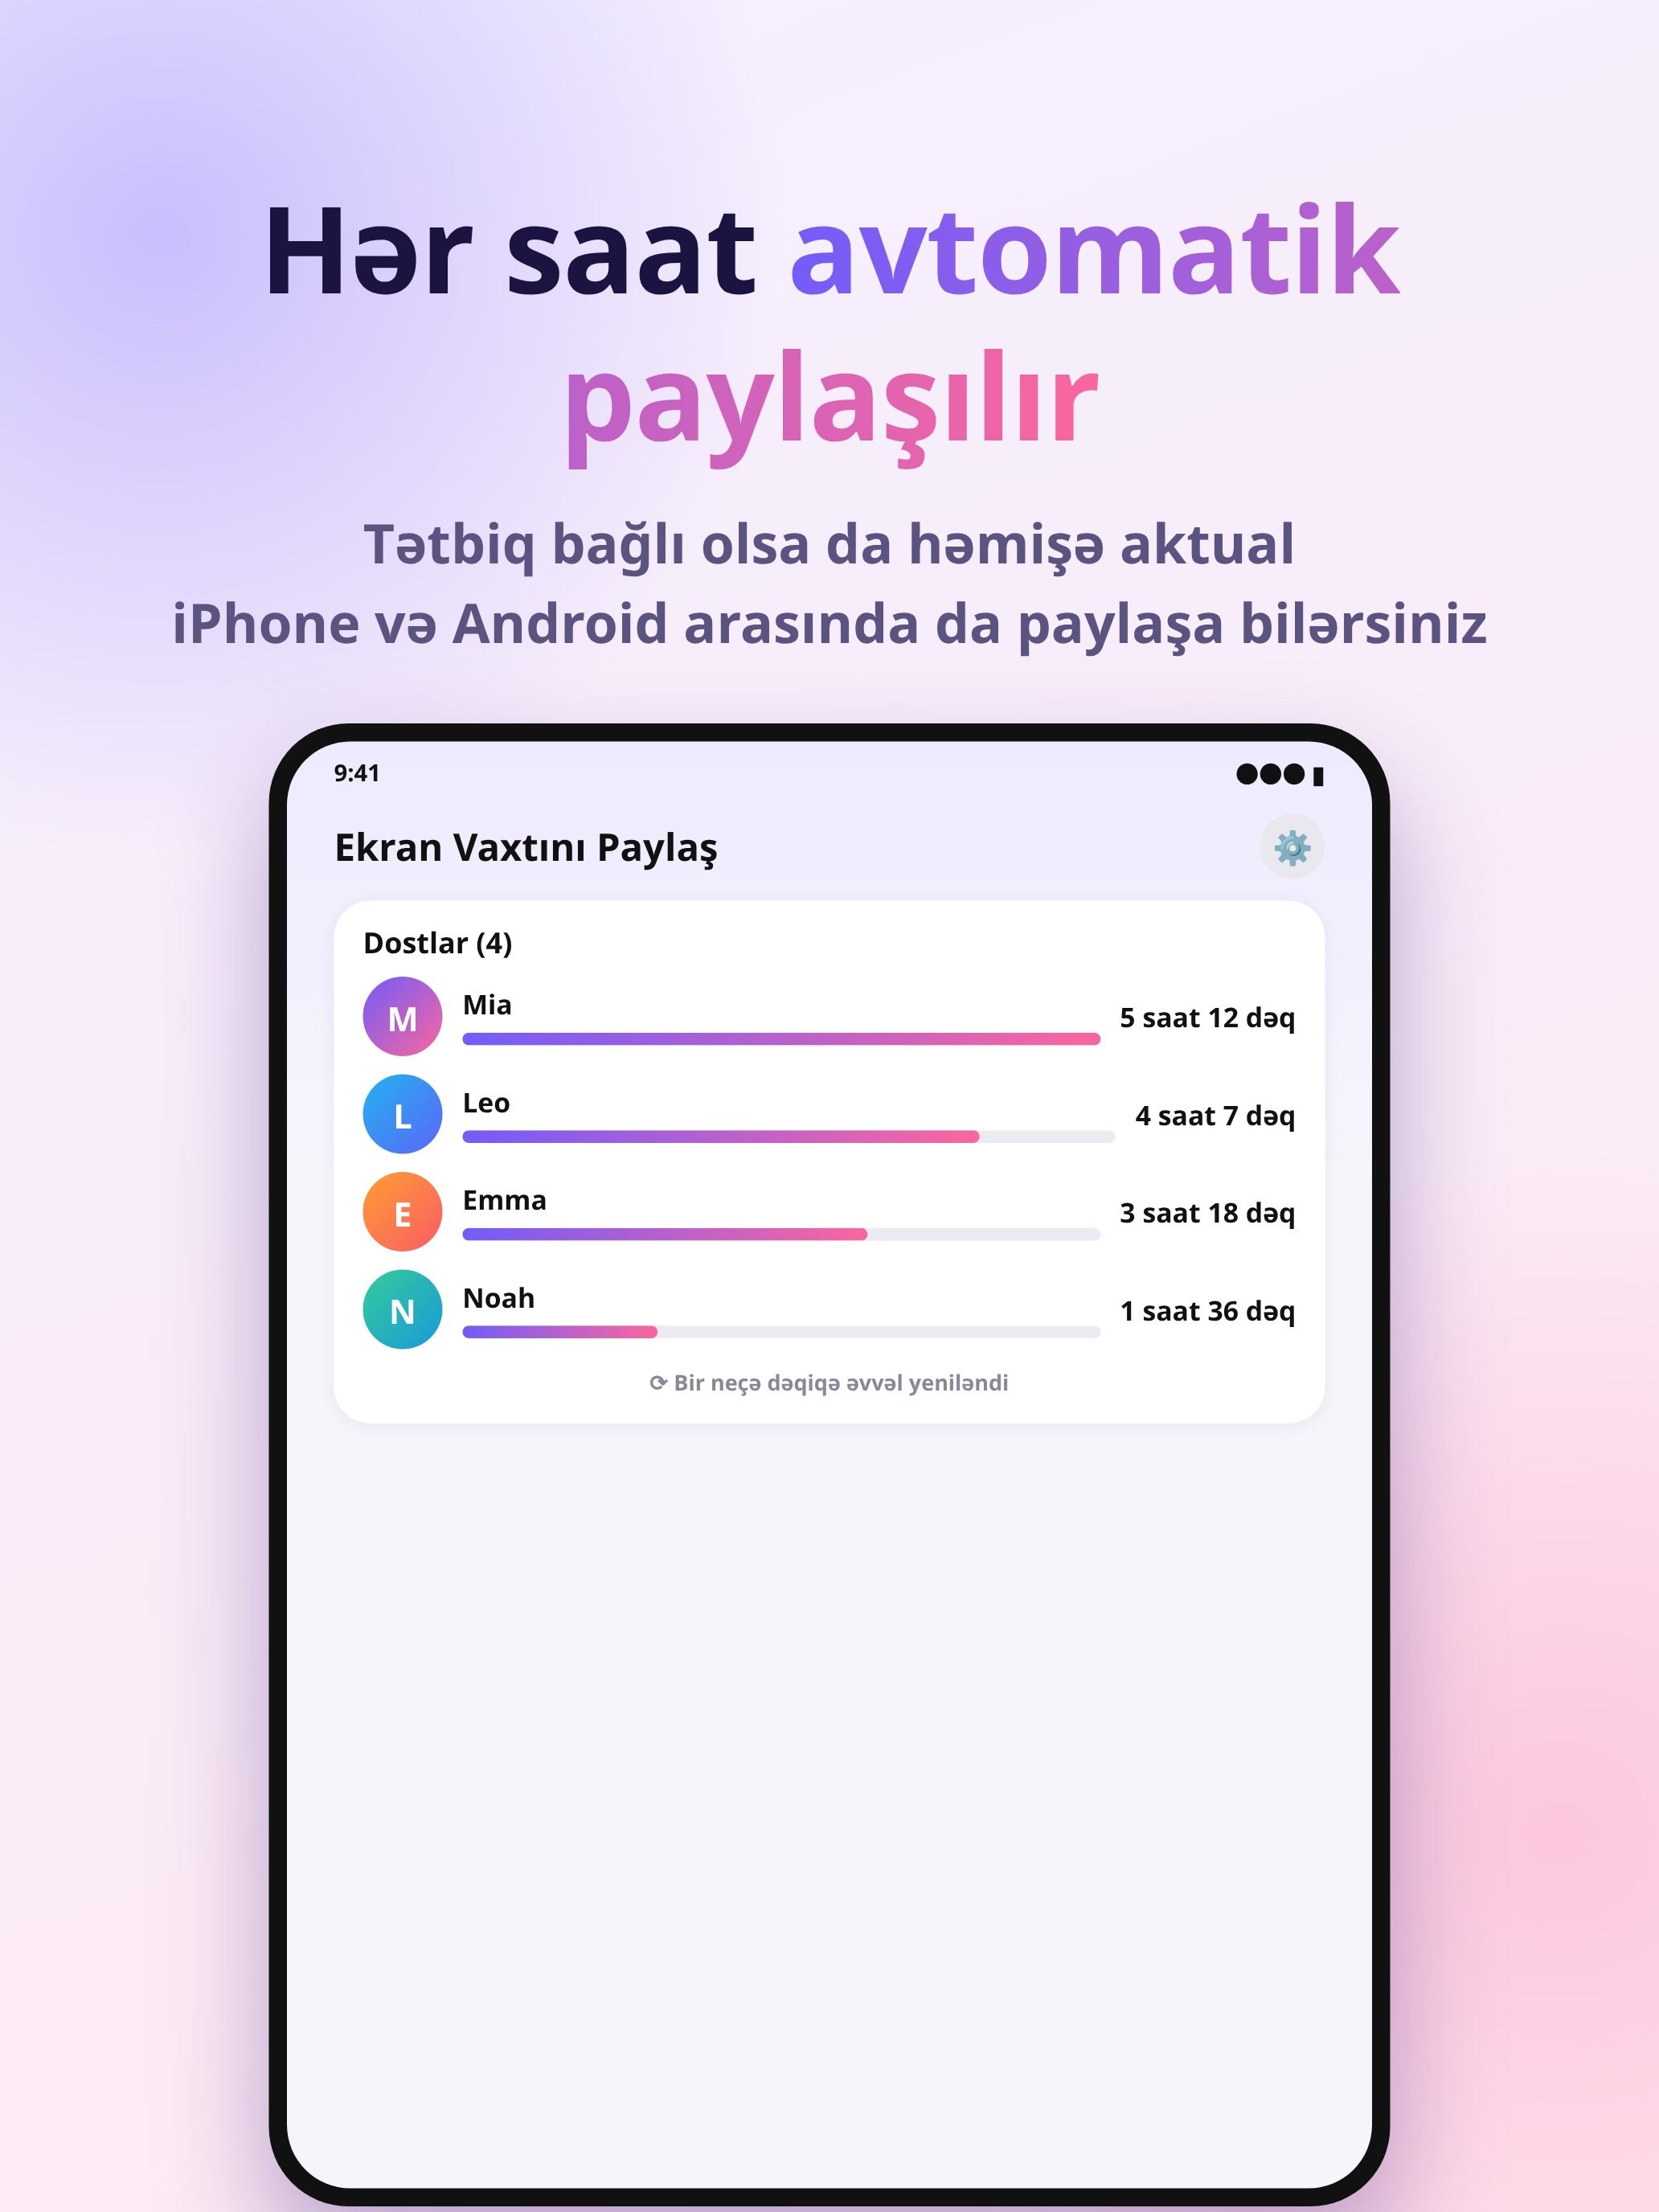 Hər saat avtomatik
paylaşılır
Tətbiq bağlı olsa da həmişə aktual
iPhone və Android arasında da paylaşa bilərsiniz
9:41
Ekran Vaxtını Paylaş
Dostlar (4)
M
Mia
5 saat 12 dəq
L
Leo
4 saat 7 dəq
E
Emma
3 saat 18 dəq
N
Noah
1 saat 36 dəq
⟳ Bir neçə dəqiqə əvvəl yeniləndi